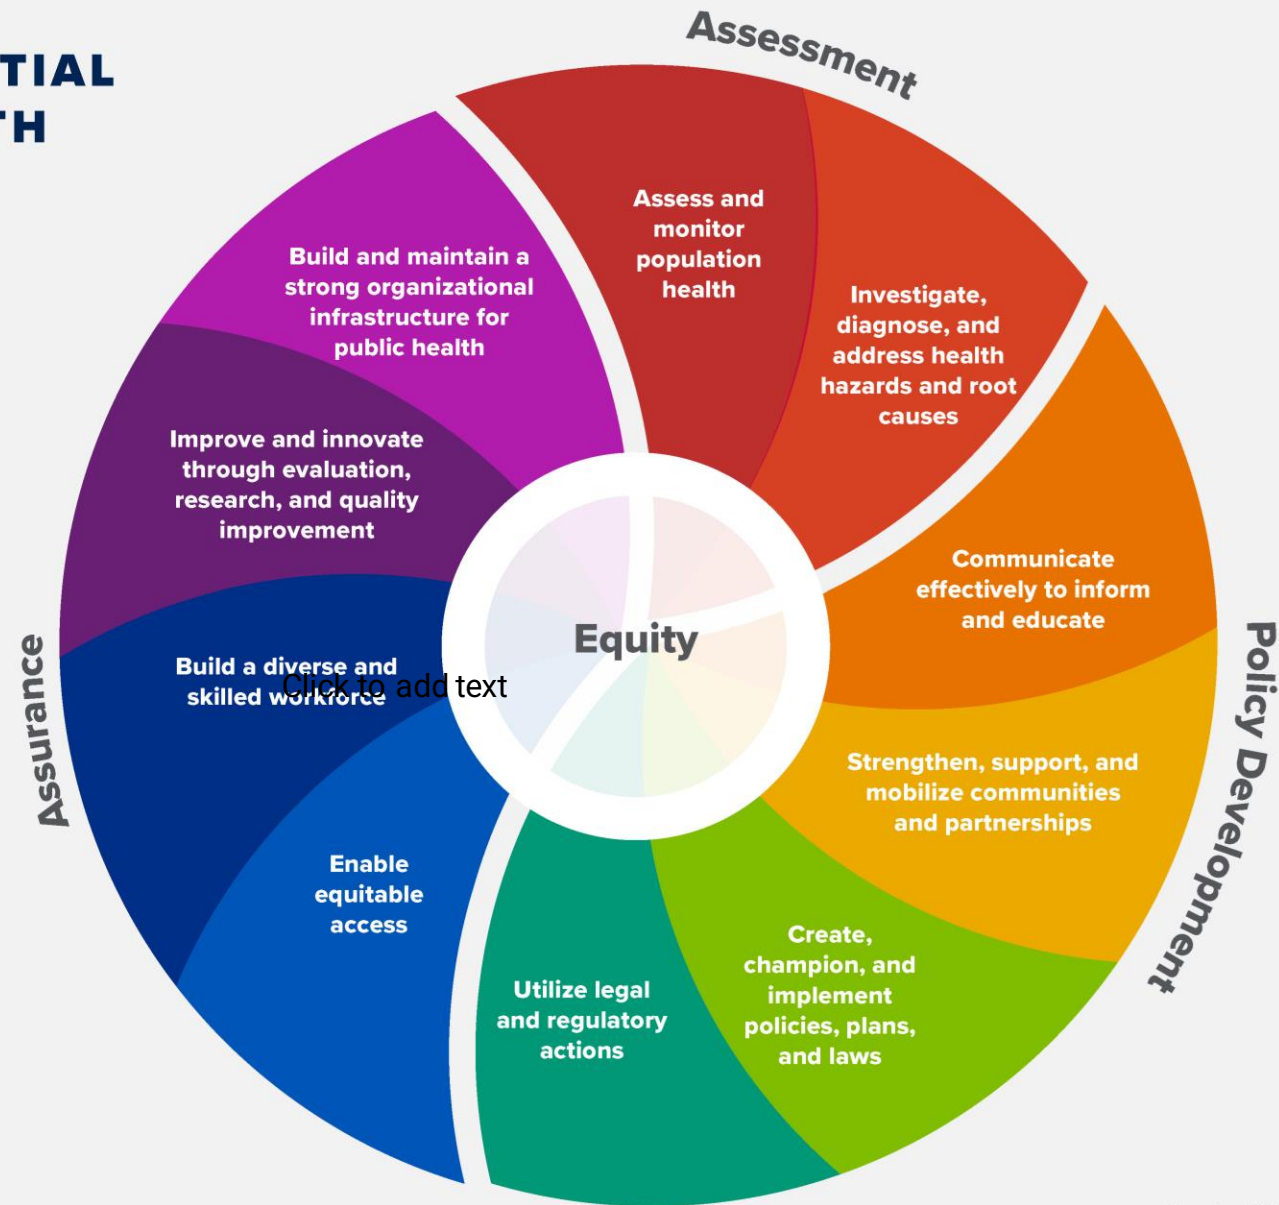 TIAL
TH
Assessment
Assess and
monitor
population
health
Investigate,
diagnose, and
address health
hazards and root
causes
Communicate
effectively to inform
and educate
Strengthen, support, and
mobilize communities
and partnerships
Policy Development
Create,
champion, and
implement
policies, plans,
and laws
Utilize legal
and regulatory
actions
Enable
equitable
access
Build a diverse and
skilled workforce
Click to add text
Assurance
Improve and innovate
through evaluation,
research, and quality
improvement
Build and maintain a
strong organizational
infrastructure for
public health
Equity